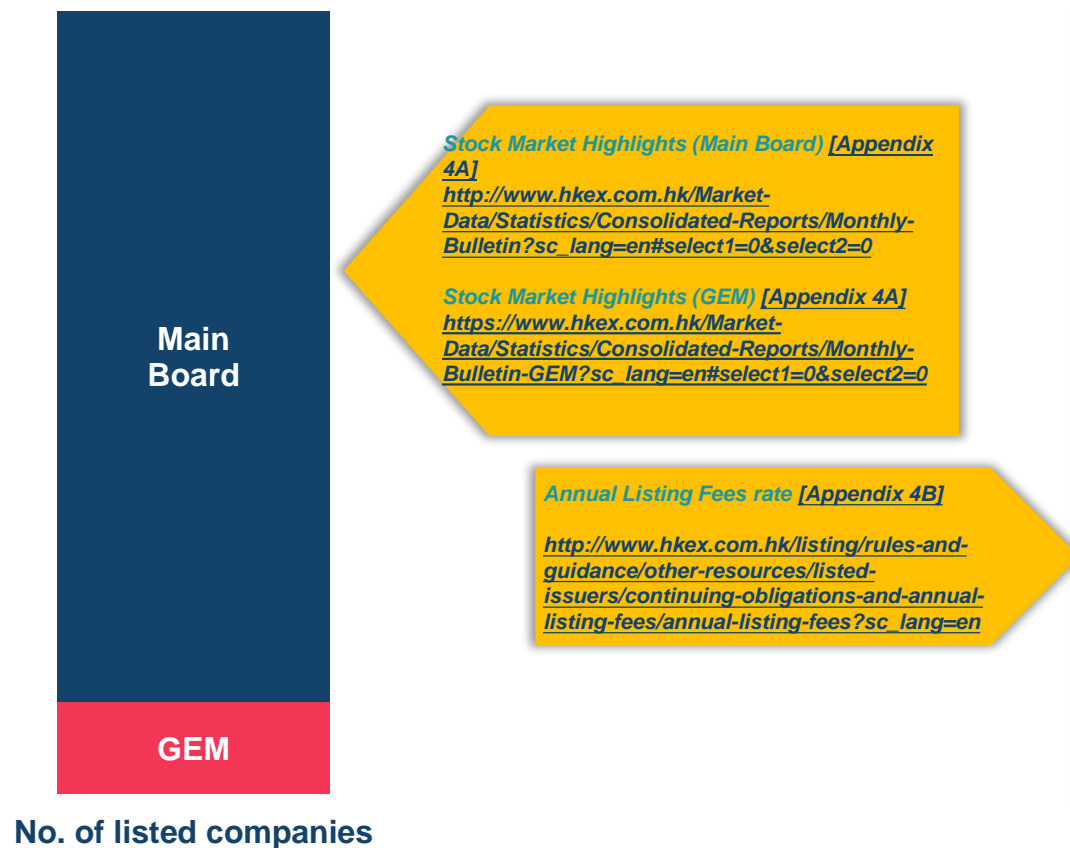 Stock Market Highlights (Main Board) [Appendix
4A]
http://www.hkex.com.hk/Market-
Data/Statistics/Consolidated-Reports/Monthly-
Bulletin?sc_lang=en#select1=0&select2=0
Stock Market Highlights (GEM) [Appendix 4A]
https://www.hkex.com.hk/Market-
Data/Statistics/Consolidated-Reports/Monthly-
Bulletin-GEM?sc_lang=en#select1=0&select2=0
Main
Board
Annual Listing Fees rate [Appendix 4B]
http://www.hkex.com.hk/listing/rules-and-
guidance/other-resources/listed-
issuers/continuing-obligations-and-annual-
listing-fees/annual-listing-fees?sc_lang=en
GEM
No. of listed companies